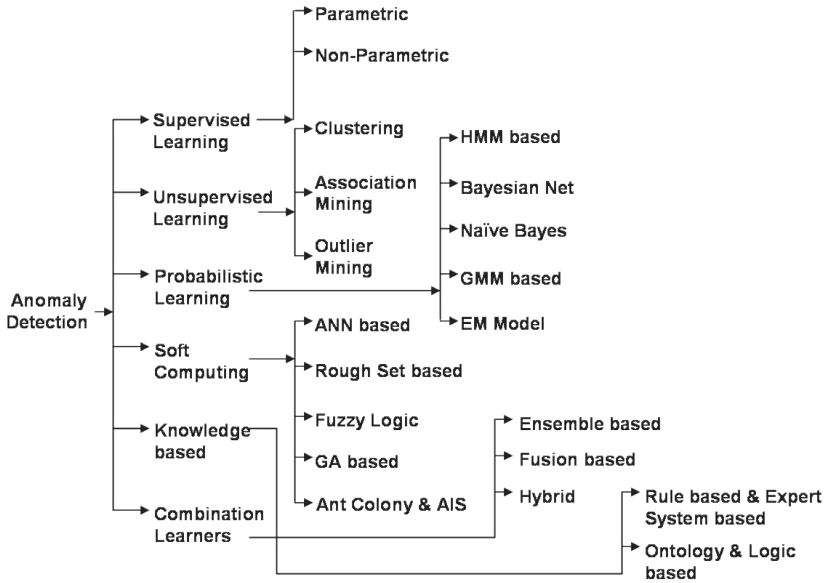 Parametric
Non-Parametric
Supervised
Learning
Clustering
Association
Mining
Outlier
Mining
HMM based
Bayesian Net
Naïve Bayes
GMM based
EM Model
Unsupervised
Learning
Probabilistic
Learning
Anomaly
Detection
Soft
Computing
ANN based
Rough Set based
Fuzzy Logic
GA based
Ant Colony & AIS
Knowledge
based
Combination
Learners
Ensemble based
Fusion based
Hybrid
Rule based & Expert
System based
Ontology & Logic
based